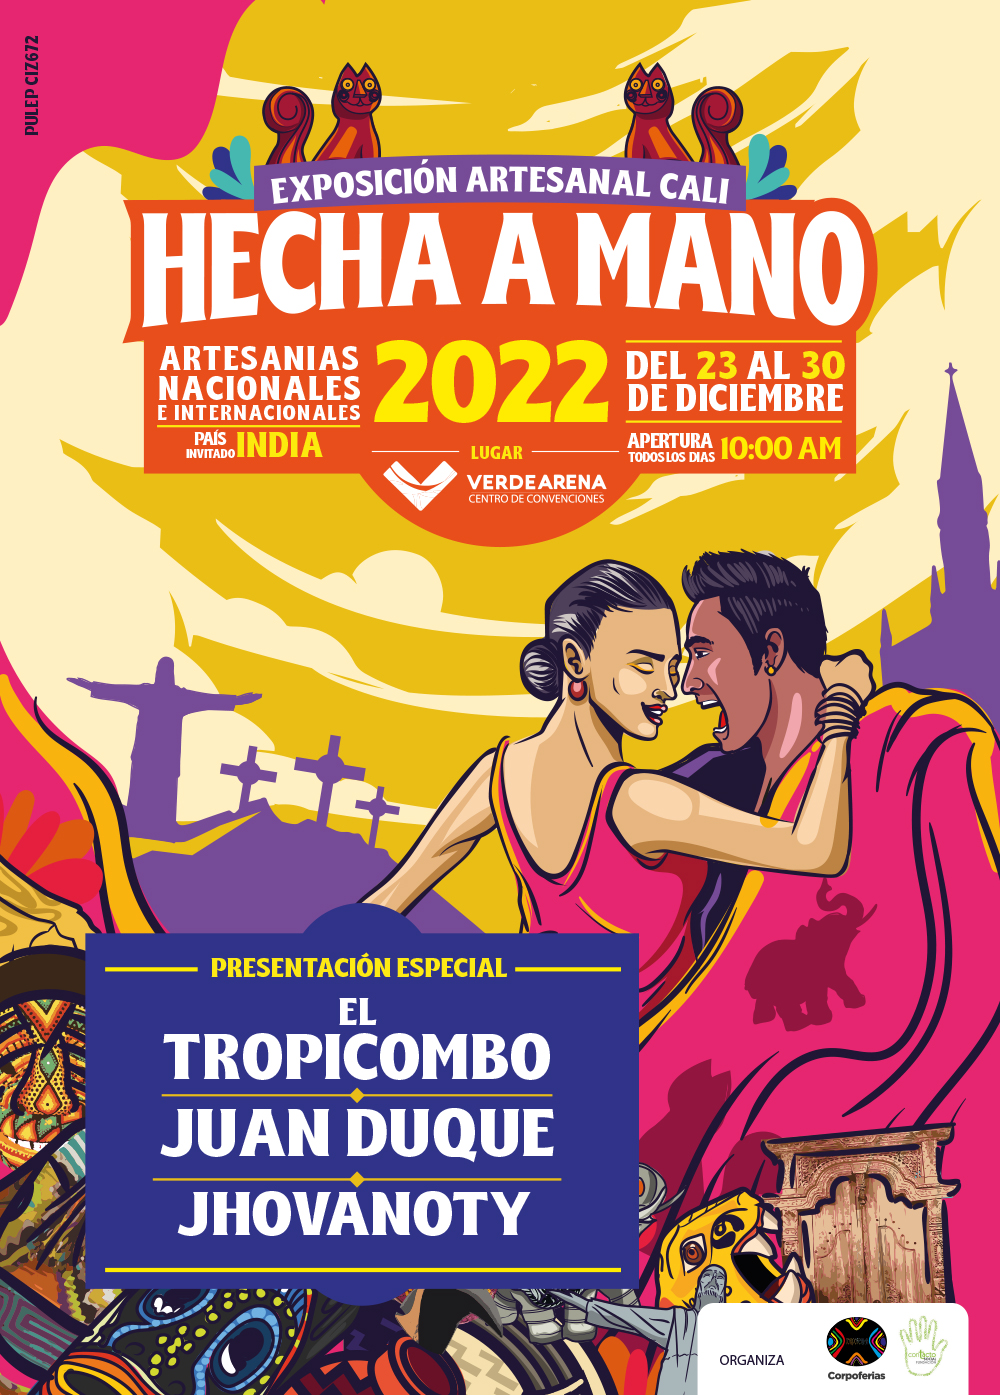 PULEP CIZ672
EXPOSICIÓN ARTESANAL CALI
HECHA A MANO
ARTESANIAS
NACIONALES
E INTERNACIONALES
PAÍS
INVITADO INDIA
2022
LUGAR
VERDEARENA
CENTRO DE CONVENCIONES
DEL 23 AL 30
DE DICIEMBRE
APERTURA
TODOS LOS DIAS 10:00 AM
PRESENTACIÓN ESPECIAL
EL
TROPICOMBO
JUAN DUQUE
JHOVANOTY
ORGANIZA
Corpoferias
contacto